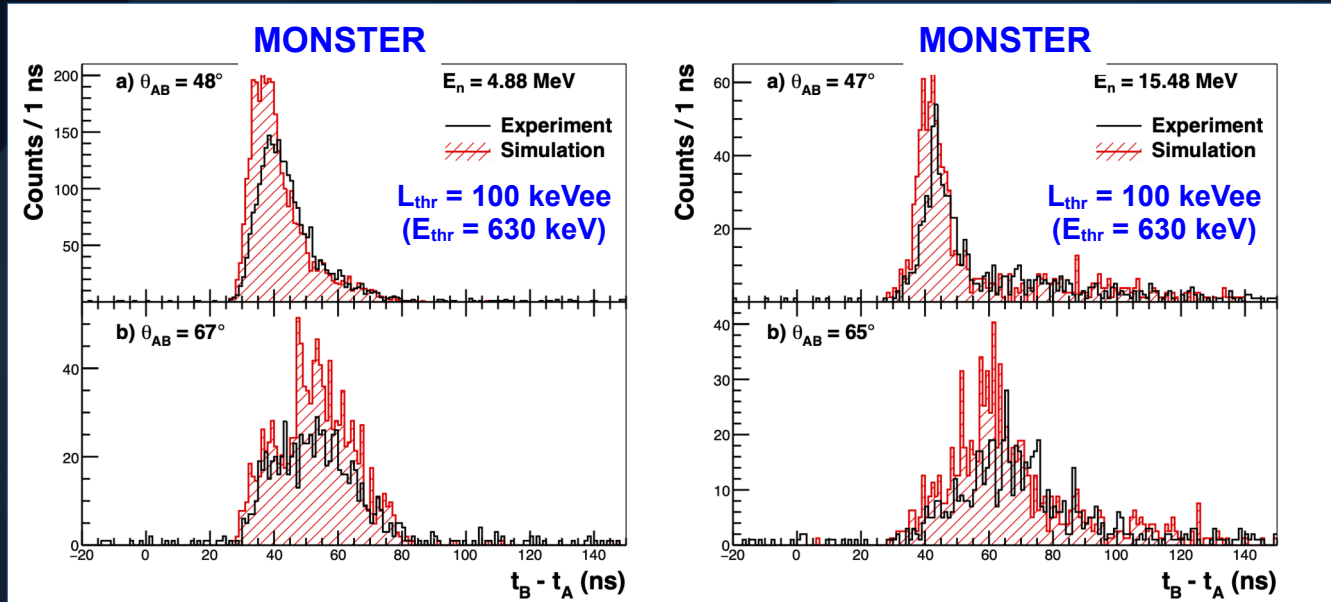 MONSTER
200
150
100
50
Counts / 1 ns
a) θAB = 48°
En = 4.88 MeV
Experiment
Simulation
Lthr = 100 keVee
(Ethr = 630 keV)
b) θAB = 67°
40
20
0
−20 0 20 40 60 80 100 120 140
tB - tA (ns)
MONSTER
60
40
20
Counts / 1 ns
a) θAB = 47°
En = 15.48 MeV
Experiment
Simulation
Lthr = 100 keVee
(Ethr = 630 keV)
b) θAB = 65°
40
30
20
10
0
−20 0 20 40 60 80 100 120 140
tB - tA (ns)